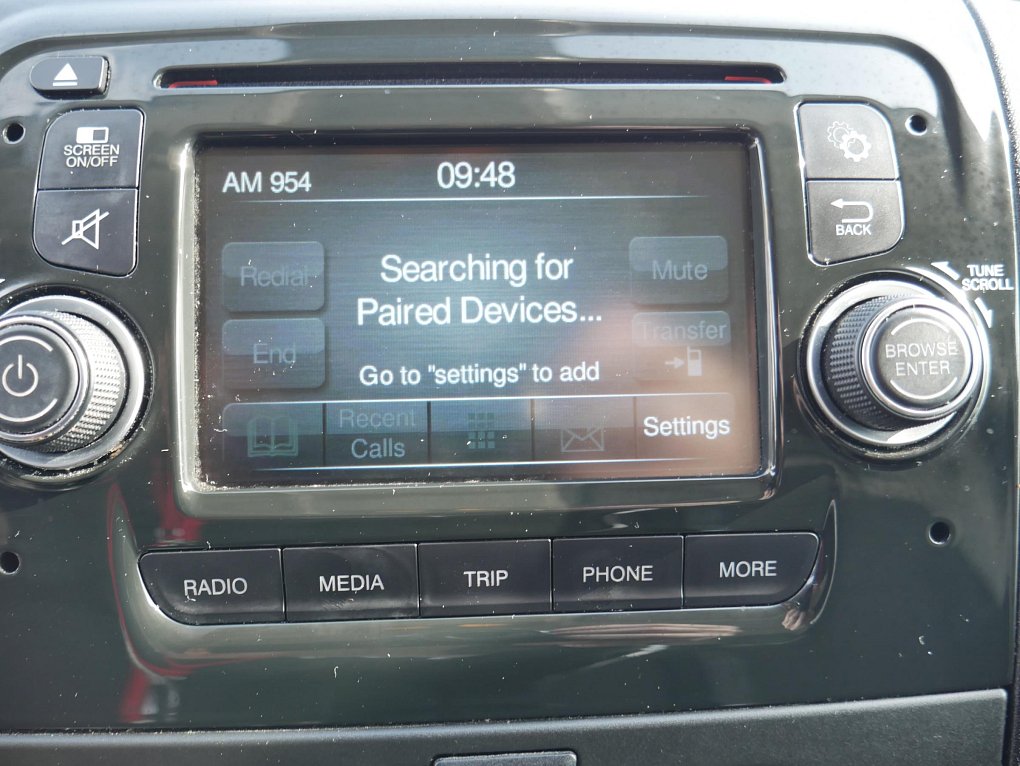 SCREEN
ON/OFF
AM 954
09:48
BACK
Redial
Searching for
Paired Devices...
Mute
TUNE
SCROLL
End
Transfer
Go to "settings" to add
BROWSE
ENTER
Recent
Calls
Settings
RADIO
MEDIA
TRIP
PHONE
MORE